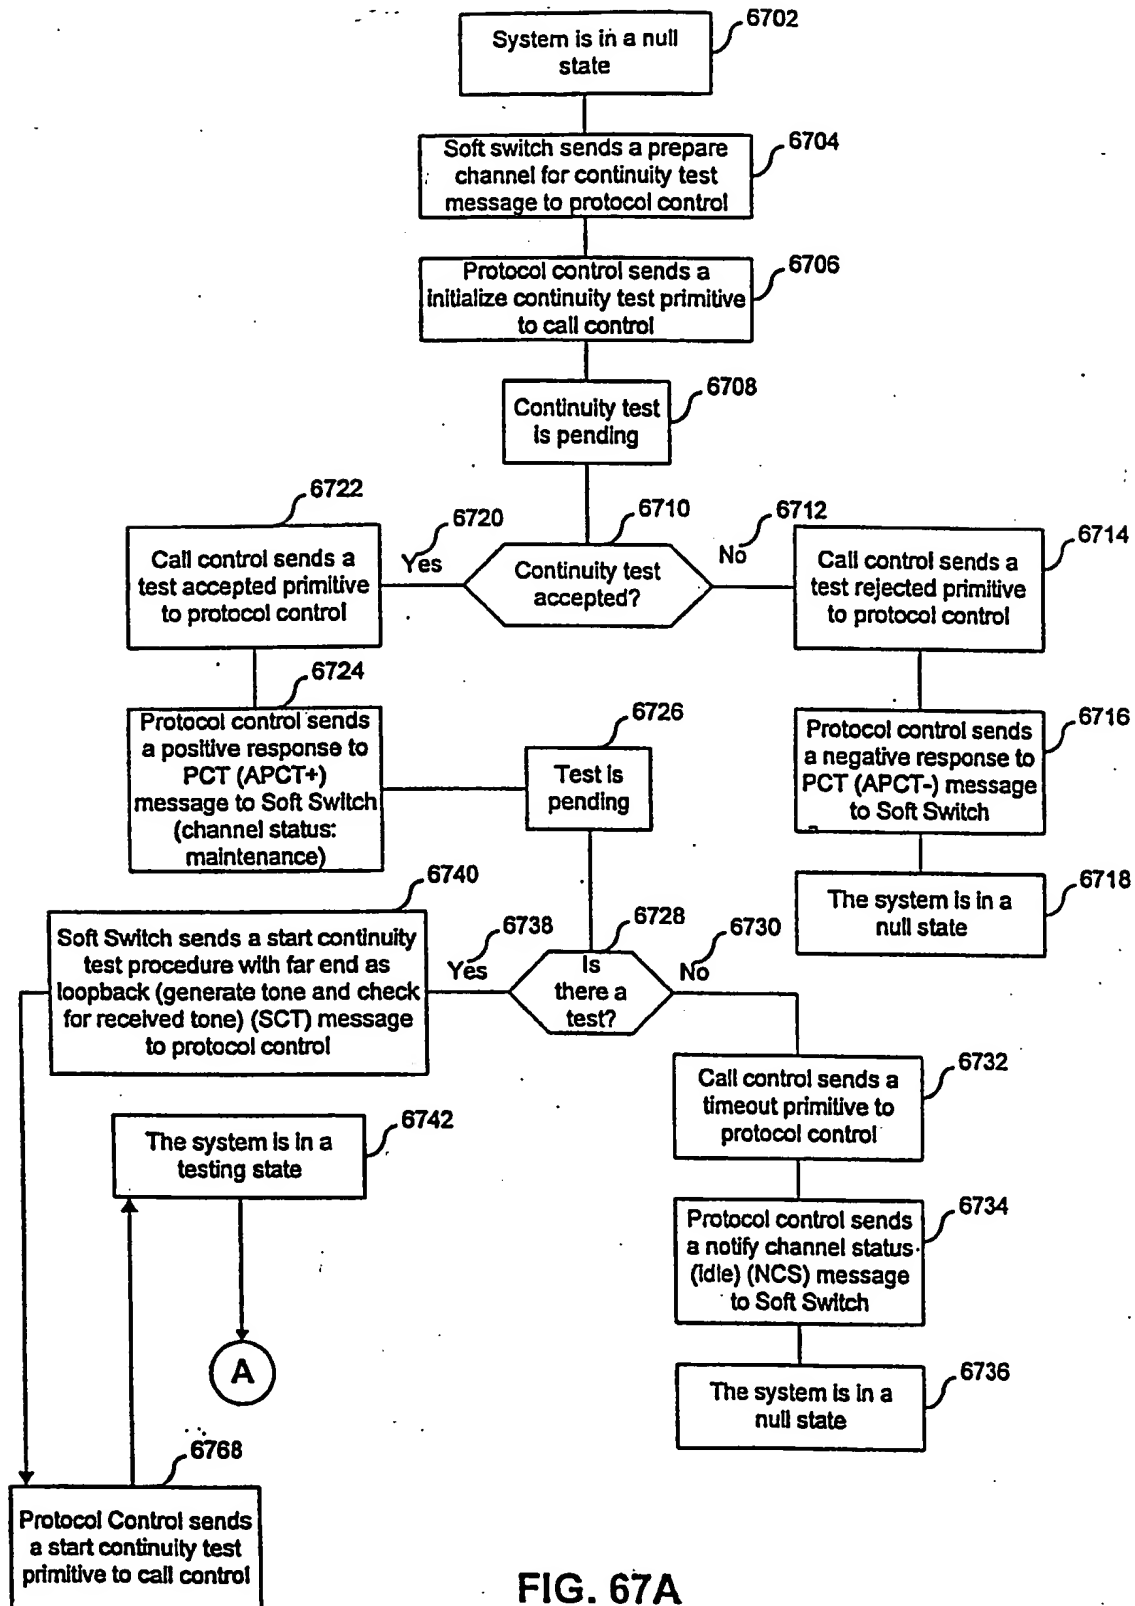 6702
System is in a null
state
6704
Soft switch sends a prepare
channel for continuity test
message to protocol control
6706
Protocol control sends a
initialize continuity test primitive
to call control
6708
Continuity test
is pending
6710
Continuity test
accepted?
6720
Yes
6712
No
6722
Call control sends a
test accepted primitive
to protocol control
6714
Call control sends a
test rejected primitive
to protocol control
6724
Protocol control sends
a positive response to
PCT (APCT+)
message to Soft Switch
(channel status:
maintenance)
6726
Test is
pending
6716
Protocol control sends
a negative response to
PCT (APCT-) message
to Soft Switch
6718
The system is in a
null state
6728
Is
there a
test?
6738
Yes
6730
No
6740
Soft Switch sends a start continuity
test procedure with far end as
loopback (generate tone and check
for received tone) (SCT) message
to protocol control
6732
Call control sends a
timeout primitive to
protocol control
6742
The system is in a
testing state
6734
Protocol control sends
a notify channel status
(idle) (NCS) message
to Soft Switch
A
6736
The system is in a
null state
6768
Protocol Control sends
a start continuity test
primitive to call control
FIG. 67A